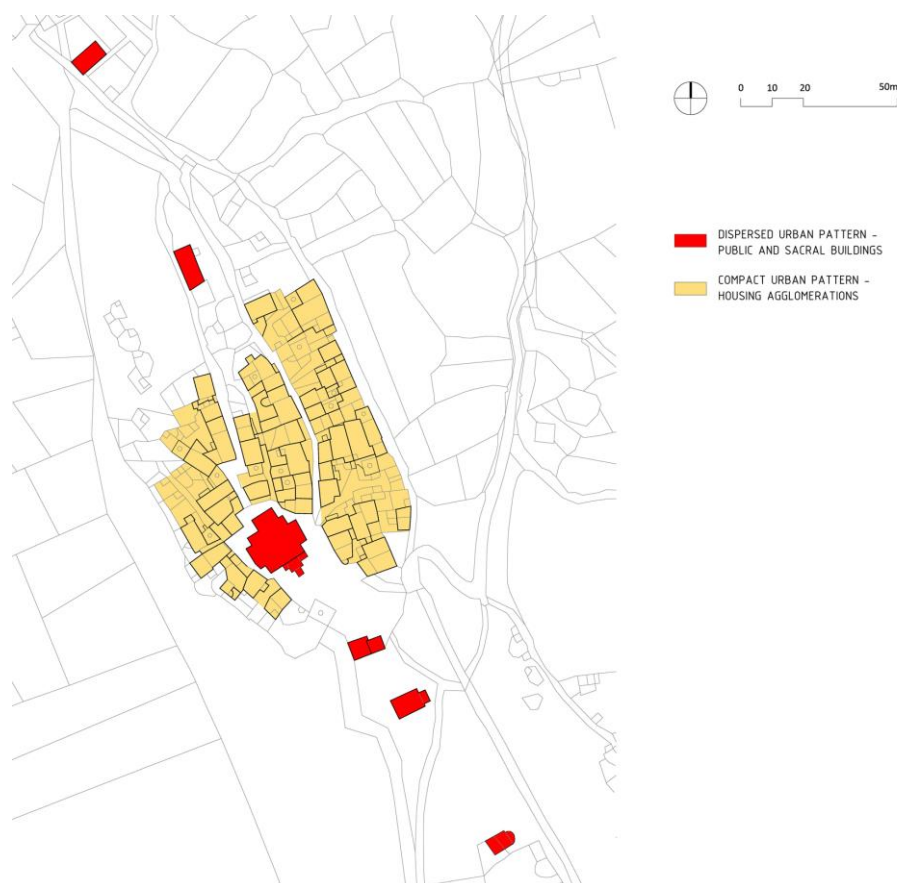 0 10 20 50m
DISPERSED URBAN PATTERN -
PUBLIC AND SACRAL BUILDINGS
COMPACT URBAN PATTERN -
HOUSING AGGLOMERATIONS